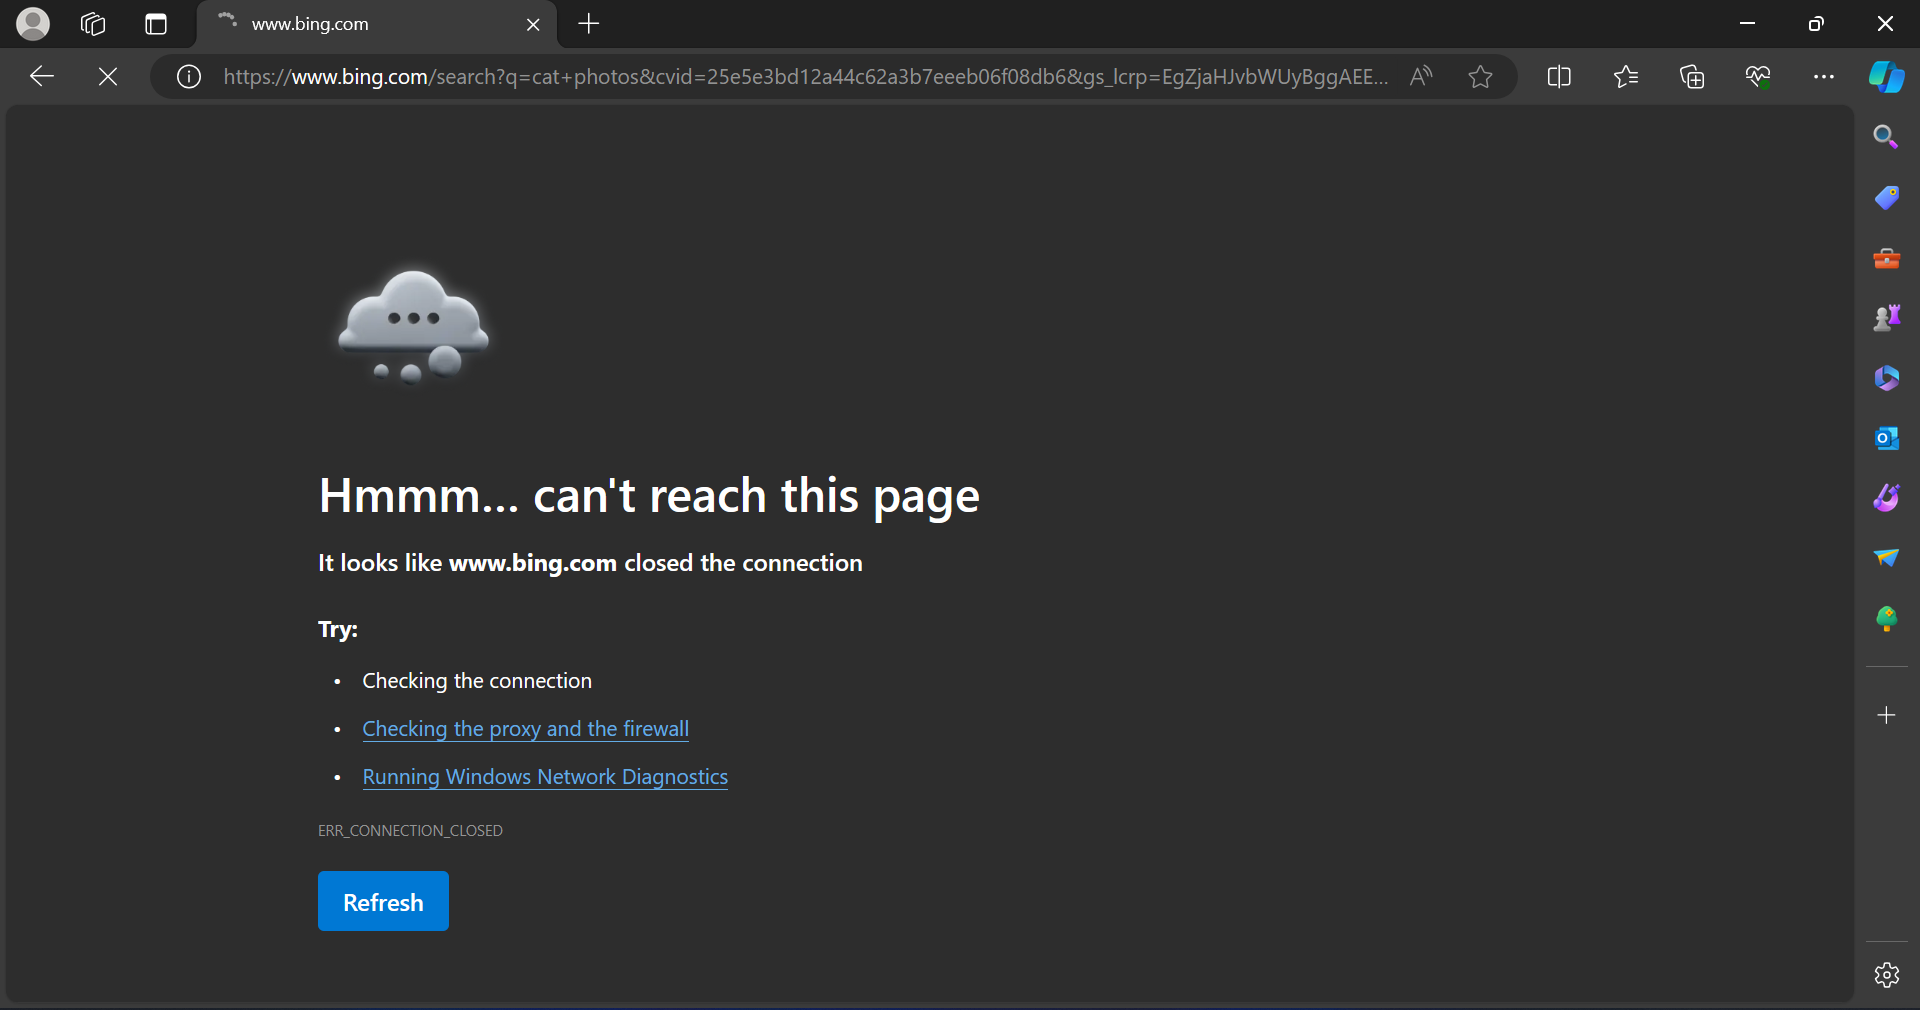 www.bing.com
https://www.bing.com/search?q=cat+photos&cvid=25e5e3bd12a44c62a3b7eeeb06f08db6&gs_lcrp=EgZjaHJvbWUyBggAEE...
Hmmm... can't reach this page
It looks like www.bing.com closed the connection
Try:
• Checking the connection
• Checking the proxy and the firewall
• Running Windows Network Diagnostics
ERR_CONNECTION_CLOSED
Refresh